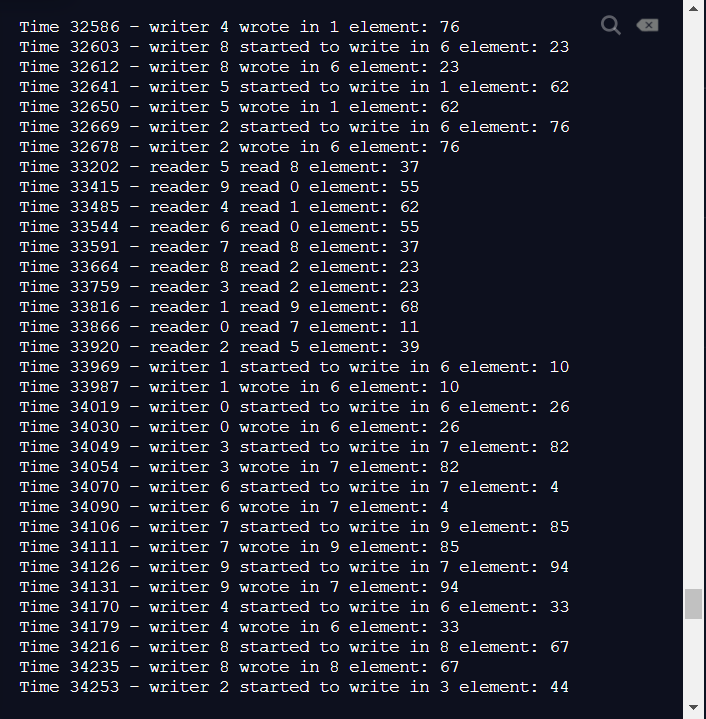 Time 32586 - writer 4 wrote in 1 element: 76
Time 32603 - writer 8 started to write in 6 element: 23
Time 32612 - writer 8 wrote in 6 element: 23
Time 32641 - writer 5 started to write in 1 element: 62
Time 32650 - writer 5 wrote in 1 element: 62
Time 32669 - writer 2 started to write in 6 element: 76
Time 32678 - writer 2 wrote in 6 element: 76
Time 33202 - reader 5 read 8 element: 37
Time 33415 - reader 9 read 0 element: 55
Time 33485 - reader 4 read 1 element: 62
Time 33544 - reader 6 read 0 element: 55
Time 33591 - reader 7 read 8 element: 37
Time 33664 - reader 8 read 2 element: 23
Time 33759 - reader 3 read 2 element: 23
Time 33816 - reader 1 read 9 element: 68
Time 33866 - reader 0 read 7 element: 11
Time 33920 - reader 2 read 5 element: 39
Time 33969 - writer 1 started to write in 6 element: 10
Time 33987 - writer 1 wrote in 6 element: 10
Time 34019 - writer 0 started to write in 6 element: 26
Time 34030 - writer 0 wrote in 6 element: 26
Time 34049 - writer 3 started to write in 7 element: 82
Time 34054 - writer 3 wrote in 7 element: 82
Time 34070 - writer 6 started to write in 7 element: 4
Time 34090 - writer 6 wrote in 7 element: 4
Time 34106 - writer 7 started to write in 9 element: 85
Time 34111 - writer 7 wrote in 9 element: 85
Time 34126 - writer 9 started to write in 7 element: 94
Time 34131 - writer 9 wrote in 7 element: 94
Time 34170 - writer 4 started to write in 6 element: 33
Time 34179 - writer 4 wrote in 6 element: 33
Time 34216 - writer 8 started to write in 8 element: 67
Time 34235 - writer 8 wrote in 8 element: 67
Time 34253 - writer 2 started to write in 3 element: 44